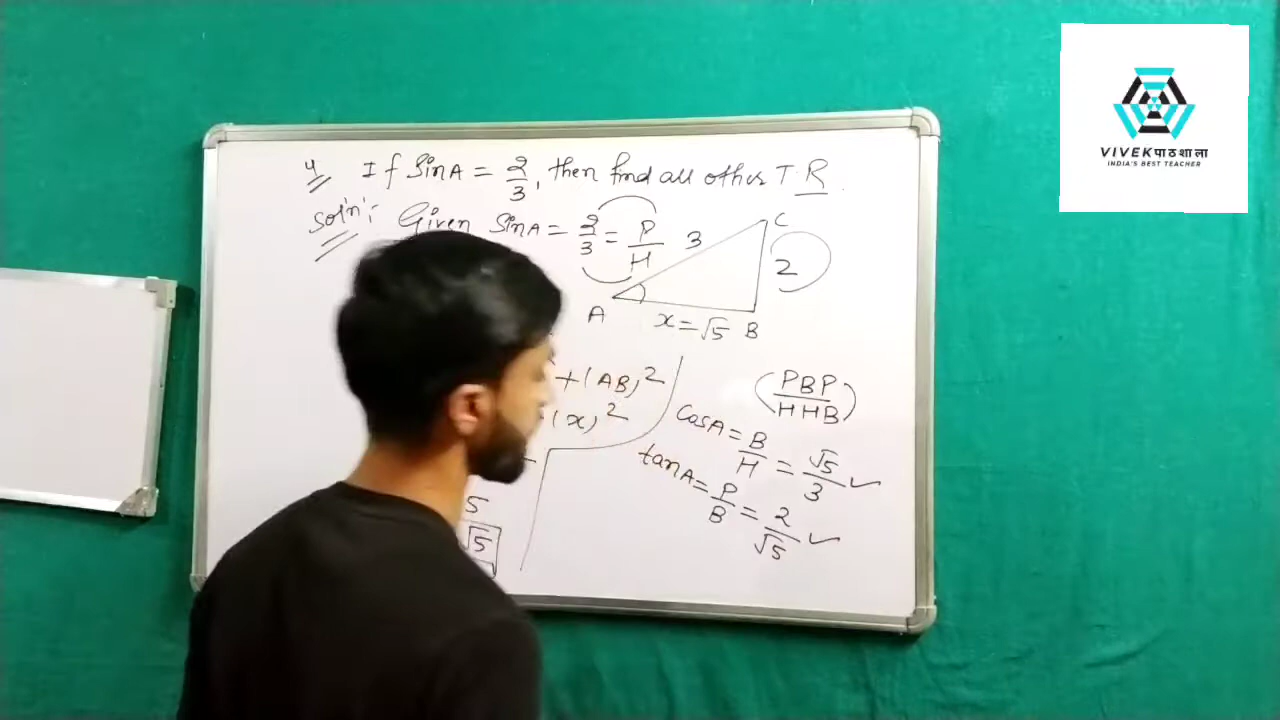 4 If SinA = 2/3, then find all other T R.
Soln:- Given SinA = 2/3 = P/H
3
C
2
A
x = √5 B
+ (AB)²
(x)²
5
√5
(PBP/HHB)
CosA = B/H = √5/3 ✓
tanA = P/B = 2/√5 ✓
VIVEKपाठशाला
INDIA'S BEST TEACHER